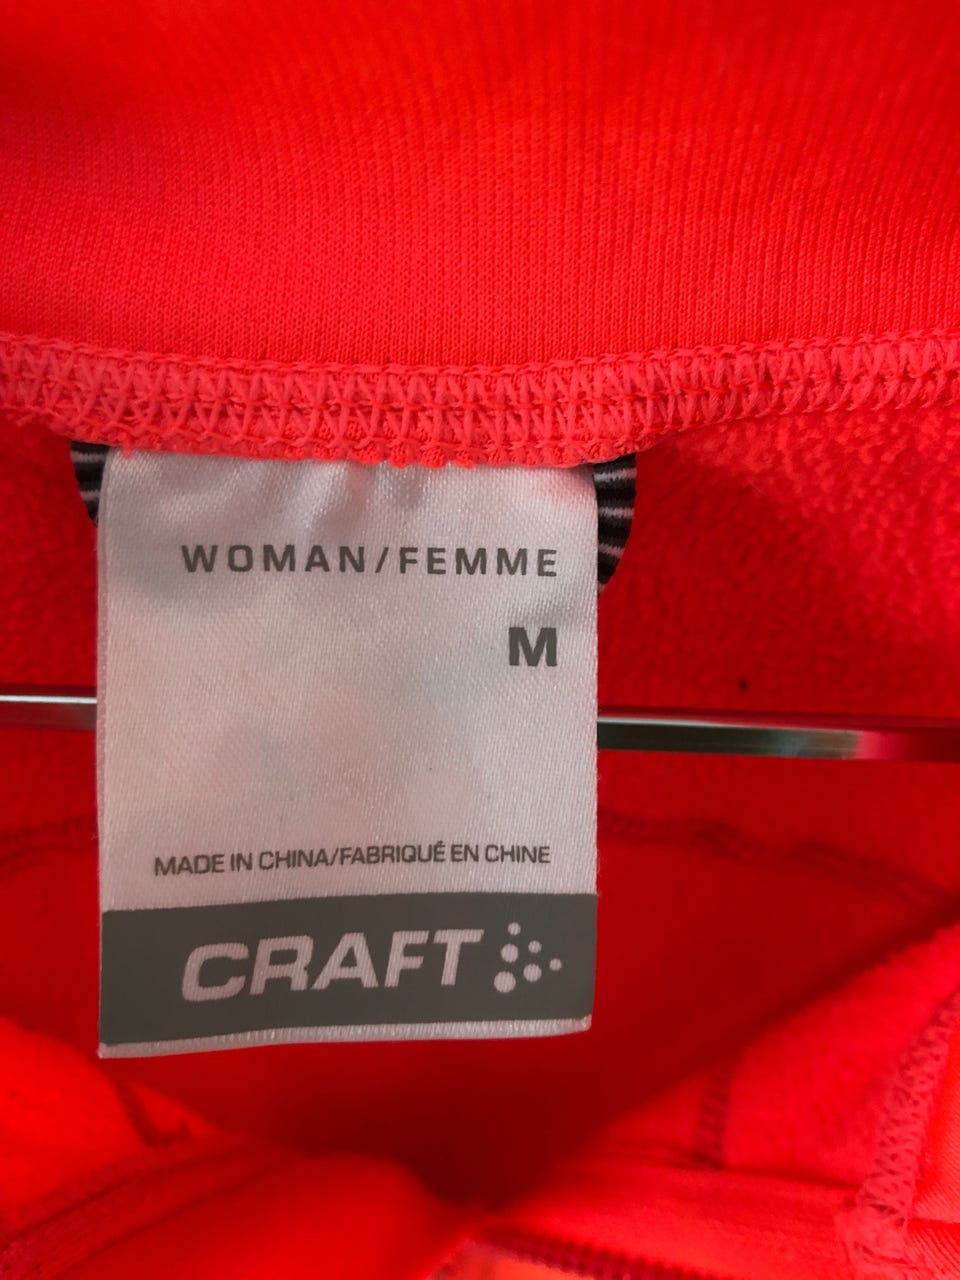 WOMAN/FEMME
M
MADE IN CHINA/FABRIQUÉ EN CHINE
CRAFT